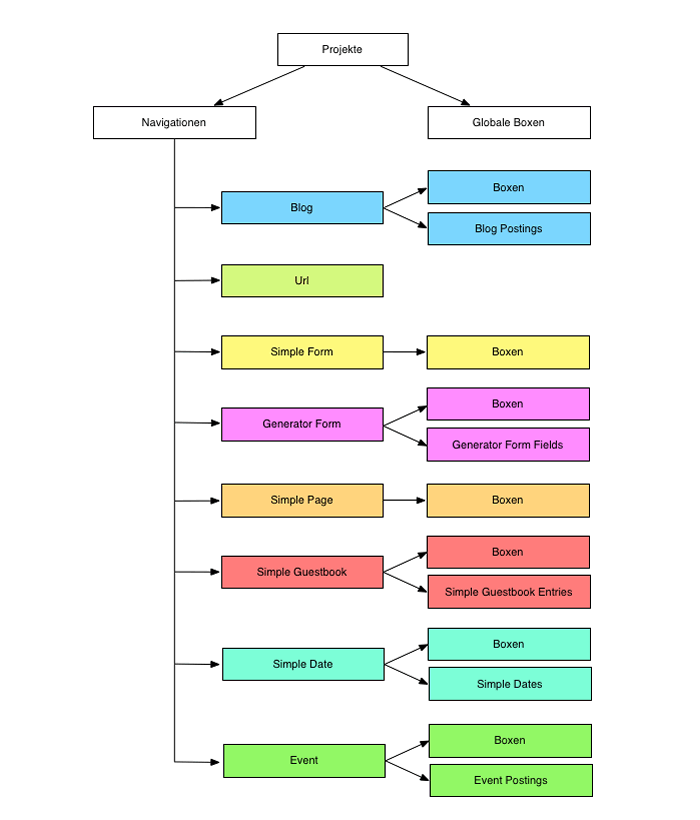 Projekte
Navigationen
Globale Boxen
Blog
Boxen
Blog Postings
Url
Simple Form
Boxen
Generator Form
Boxen
Generator Form Fields
Simple Page
Boxen
Simple Guestbook
Boxen
Simple Guestbook Entries
Simple Date
Boxen
Simple Dates
Event
Boxen
Event Postings